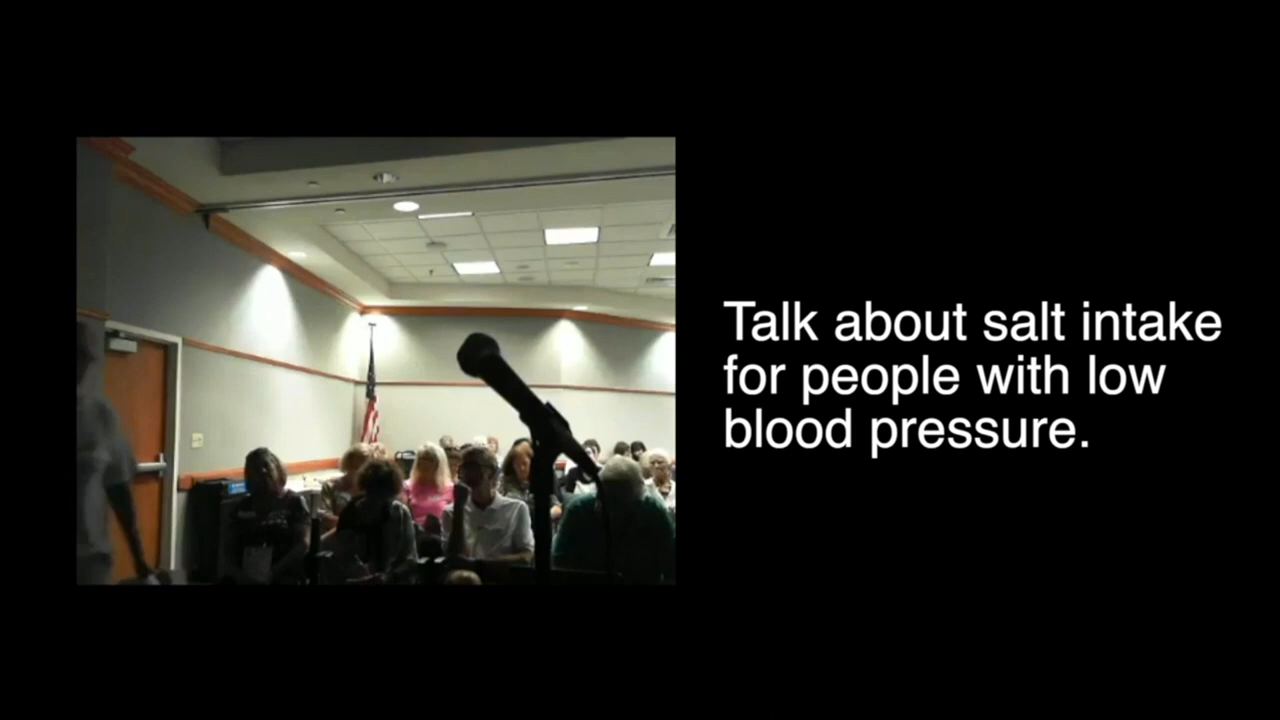 Talk about salt intake
for people with low
blood pressure.